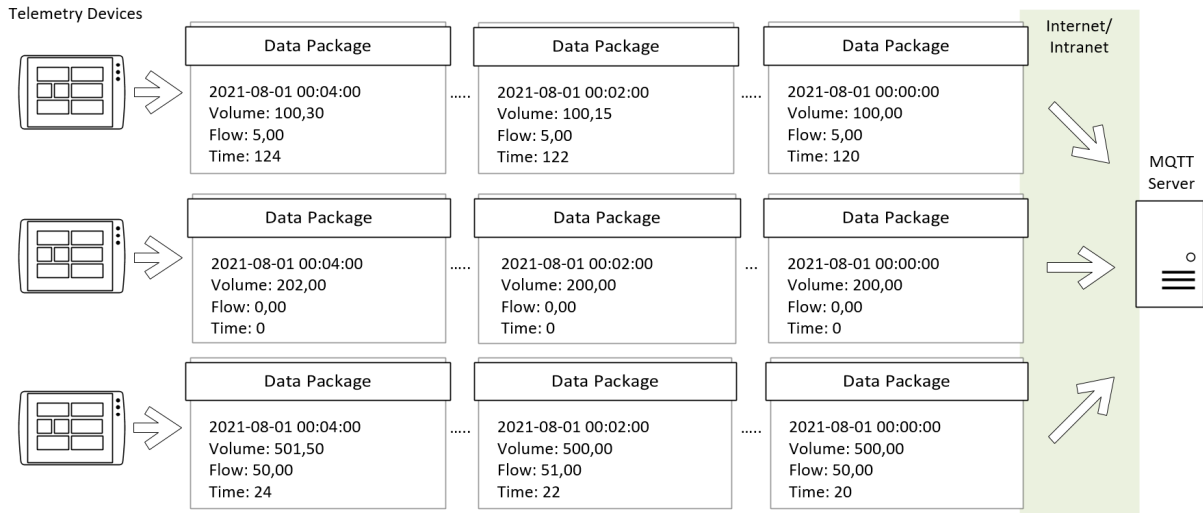 Telemetry Devices
Data Package
2021-08-01 00:04:00
Volume: 100,30
Flow: 5,00
Time: 124
.....
Data Package
2021-08-01 00:02:00
Volume: 100,15
Flow: 5,00
Time: 122
.....
Data Package
2021-08-01 00:00:00
Volume: 100,00
Flow: 5,00
Time: 120
Data Package
2021-08-01 00:04:00
Volume: 202,00
Flow: 0,00
Time: 0
.....
Data Package
2021-08-01 00:02:00
Volume: 200,00
Flow: 0,00
Time: 0
...
Data Package
2021-08-01 00:00:00
Volume: 200,00
Flow: 0,00
Time: 0
Data Package
2021-08-01 00:04:00
Volume: 501,50
Flow: 50,00
Time: 24
.....
Data Package
2021-08-01 00:02:00
Volume: 500,00
Flow: 51,00
Time: 22
.....
Data Package
2021-08-01 00:00:00
Volume: 500,00
Flow: 50,00
Time: 20
Internet/
Intranet
MQTT
Server